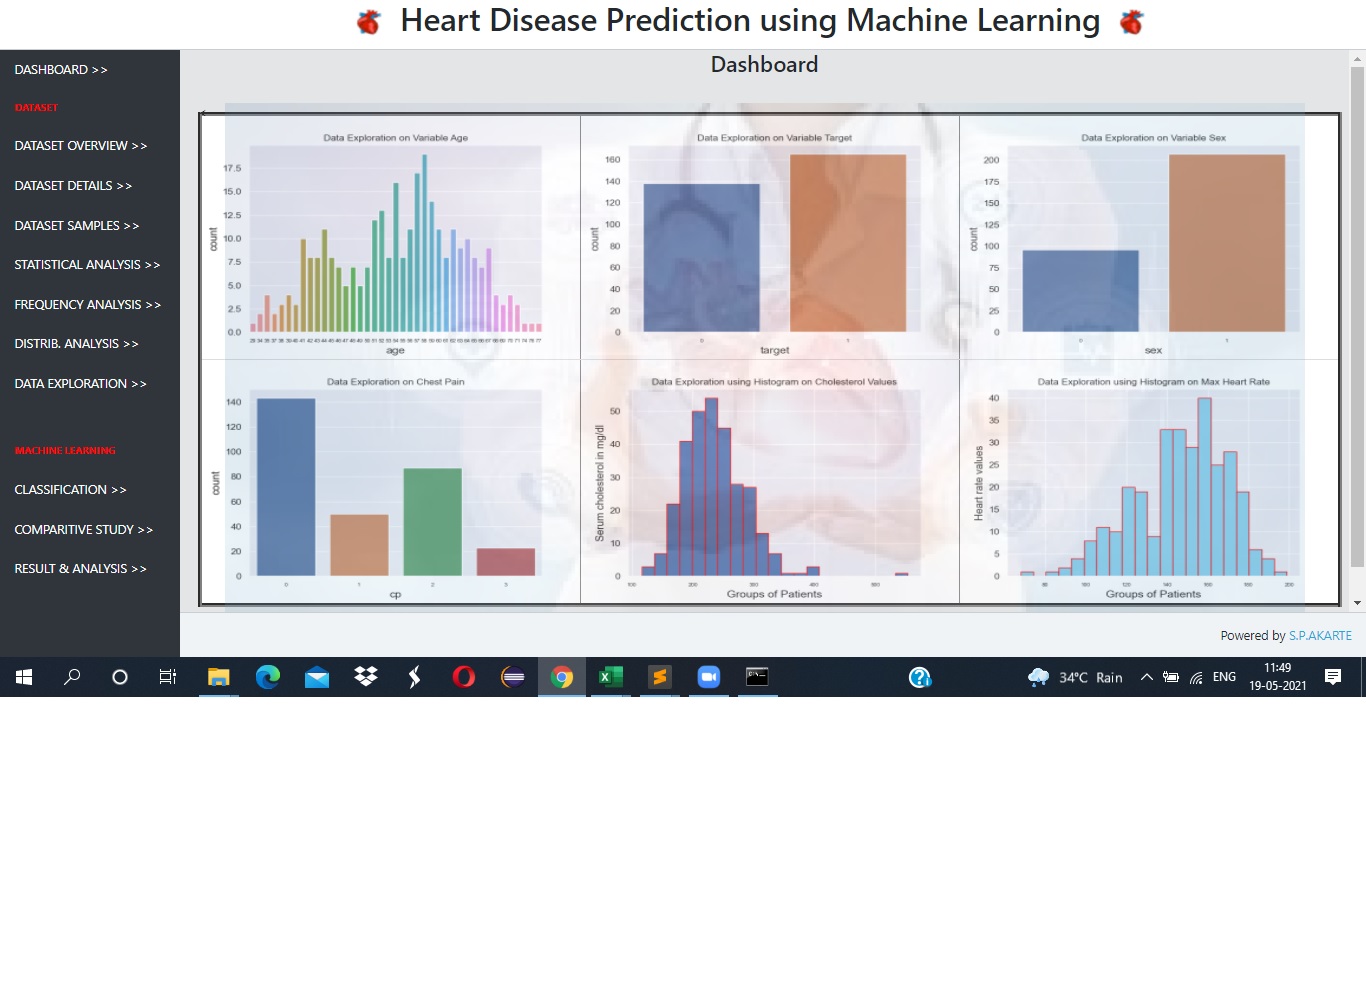 Heart Disease Prediction using Machine Learning
DASHBOARD >>
DATASET
DATASET OVERVIEW >>
DATASET DETAILS >>
DATASET SAMPLES >>
STATISTICAL ANALYSIS >>
FREQUENCY ANALYSIS >>
DISTRIB. ANALYSIS >>
DATA EXPLORATION >>
MACHINE LEARNING
CLASSIFICATION >>
COMPARITIVE STUDY >>
RESULT & ANALYSIS >>
Dashboard
Data Exploration on Variable Age
count
17.5
15.0
12.5
10.0
7.5
5.0
2.5
0.0
age
Data Exploration on Variable Target
count
160
140
120
100
80
60
40
20
0
0 1
target
Data Exploration on Variable Sex
count
200
175
150
125
100
75
50
25
0
0 1
sex
Data Exploration on Chest Pain
count
140
120
100
80
60
40
20
0
0 1 2 3
cp
Data Exploration using Histogram on Cholesterol Values
Serum cholesterol in mg/dl
50
40
30
20
10
0
100 200 300 400 500
Groups of Patients
Data Exploration using Histogram on Max Heart Rate
Heart rate values
40
35
30
25
20
15
10
5
0
80 100 120 140 160 180 200
Groups of Patients
Powered by S.P.AKARTE
34°C Rain
ENG
11:49
19-05-2021